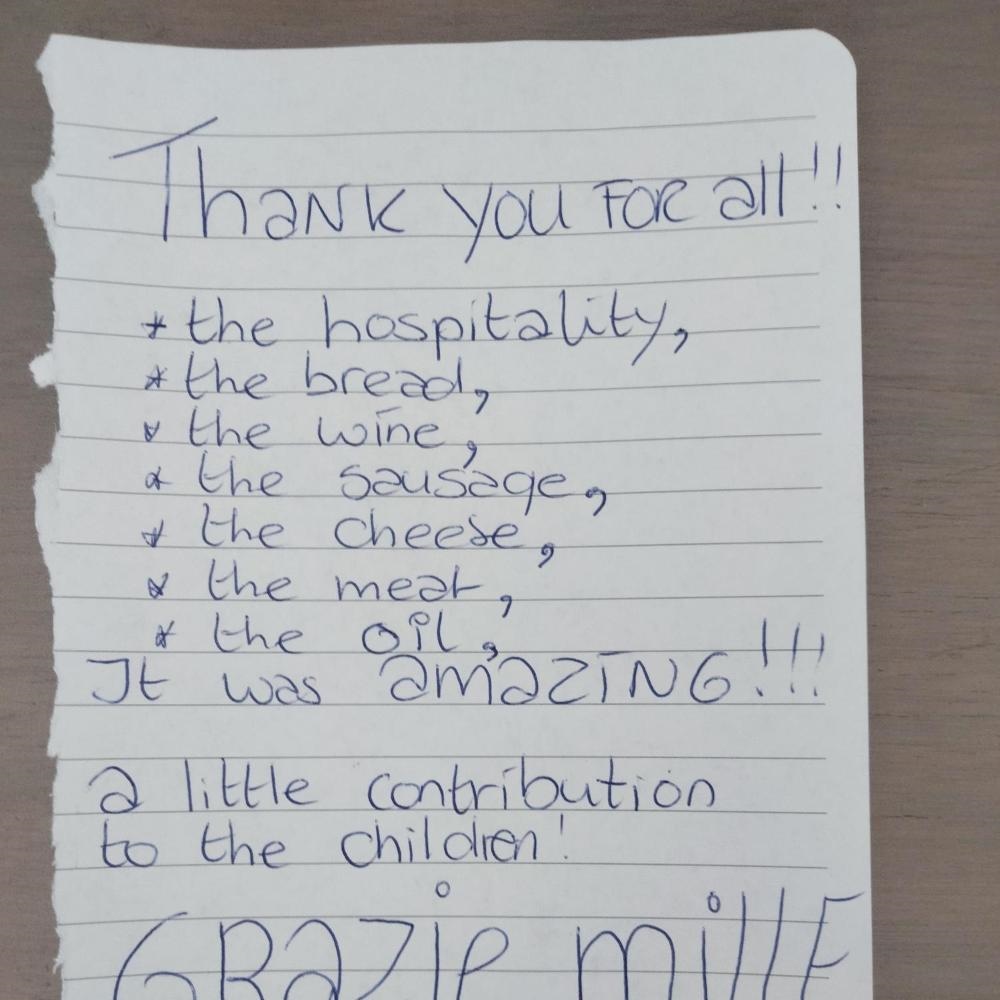 Thank you for all!!
* the hospitality,
* the bread,
* the wine,
* the sausage,
* the cheese,
* the meat,
* the oil,
It was amazing!!!
a little contribution
to the children!
GRazie mille